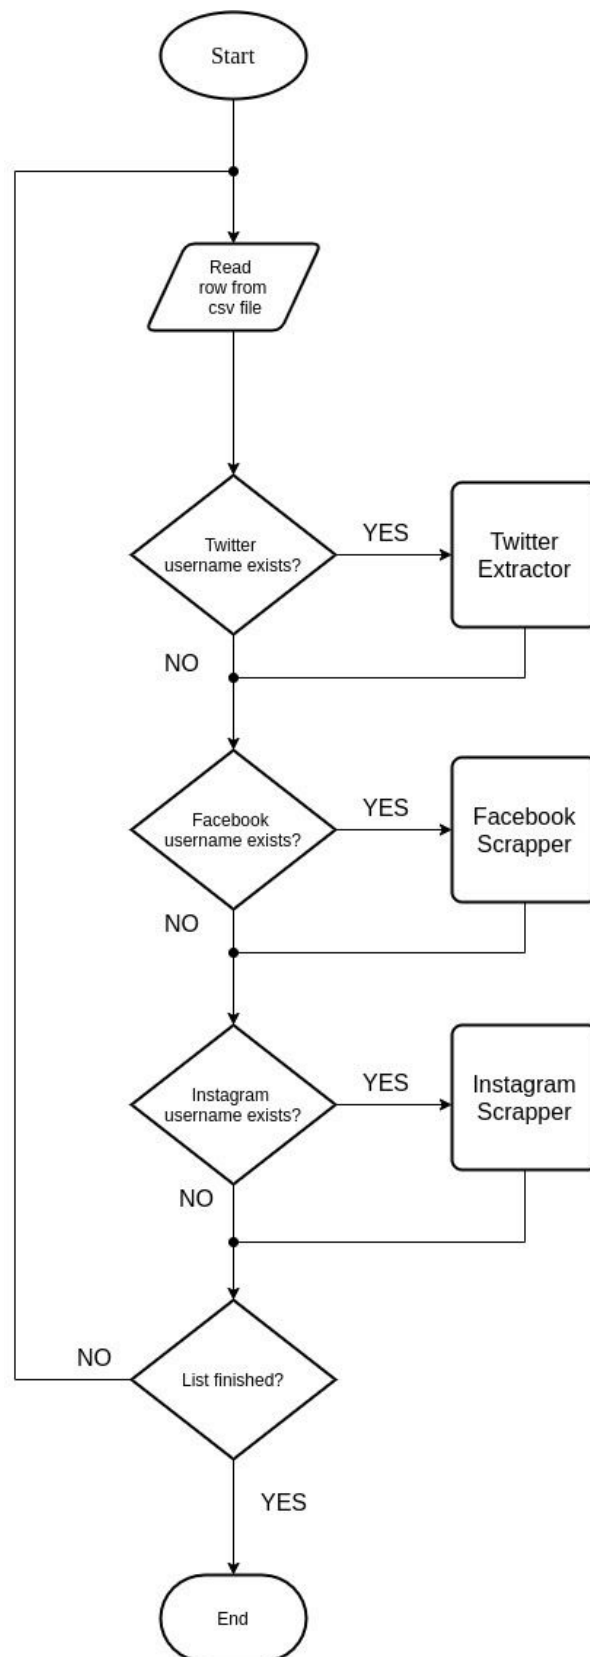 Start
Read
row from
csv file
Twitter
username exists?
YES
Twitter
Extractor
NO
Facebook
username exists?
YES
Facebook
Scrapper
NO
Instagram
username exists?
YES
Instagram
Scrapper
NO
List finished?
NO
YES
End